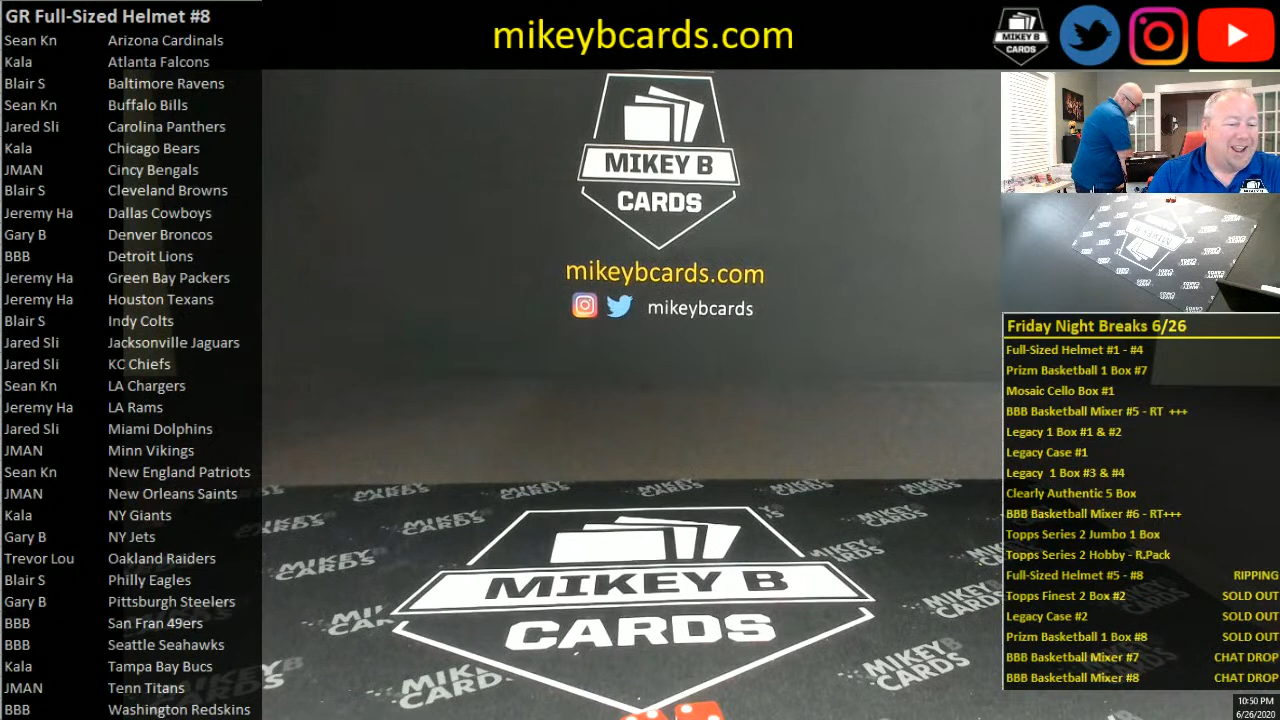 GR Full-Sized Helmet #8
Sean Kn Arizona Cardinals
Kala Atlanta Falcons
Blair S Baltimore Ravens
Sean Kn Buffalo Bills
Jared Sli Carolina Panthers
Kala Chicago Bears
JMAN Cincy Bengals
Blair S Cleveland Browns
Jeremy Ha Dallas Cowboys
Gary B Denver Broncos
BBB Detroit Lions
Jeremy Ha Green Bay Packers
Jeremy Ha Houston Texans
Blair S Indy Colts
Jared Sli Jacksonville Jaguars
Jared Sli KC Chiefs
Sean Kn LA Chargers
Jeremy Ha LA Rams
Jared Sli Miami Dolphins
JMAN Minn Vikings
Sean Kn New England Patriots
JMAN New Orleans Saints
Kala NY Giants
Gary B NY Jets
Trevor Lou Oakland Raiders
Blair S Philly Eagles
Gary B Pittsburgh Steelers
BBB San Fran 49ers
BBB Seattle Seahawks
Kala Tampa Bay Bucs
JMAN Tenn Titans
BBB Washington Redskins
mikeybcards.com
MIKEY B
CARDS
mikeybcards.com
mikeybcards
MIKEY B
CARDS
MIKEY B
CARDS
Friday Night Breaks 6/26
Full-Sized Helmet #1 - #4
Prizm Basketball 1 Box #7
Mosaic Cello Box #1
BBB Basketball Mixer #5 - RT +++
Legacy 1 Box #1 & #2
Legacy Case #1
Legacy 1 Box #3 & #4
Clearly Authentic 5 Box
BBB Basketball Mixer #6 - RT+++
Topps Series 2 Jumbo 1 Box
Topps Series 2 Hobby - R.Pack
Full-Sized Helmet #5 - #8 RIPPING
Topps Finest 2 Box #2 SOLD OUT
Legacy Case #2 SOLD OUT
Prizm Basketball 1 Box #8 SOLD OUT
BBB Basketball Mixer #7 CHAT DROP
BBB Basketball Mixer #8 CHAT DROP
10:50 PM
6/26/2020